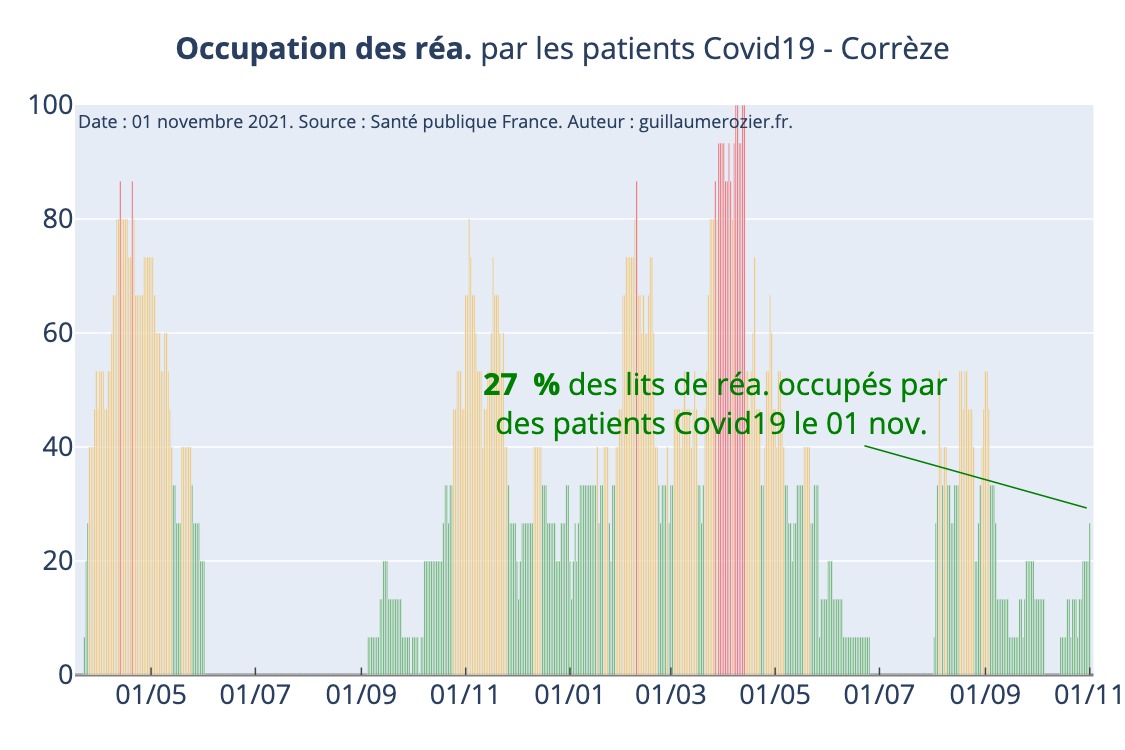 Occupation des réa. par les patients Covid19 - Corrèze
100
Date : 01 novembre 2021. Source : Santé publique France. Auteur : guillaumerozier.fr.
80
60
27 % des lits de réa. occupés par
des patients Covid19 le 01 nov.
40
20
0
01/05 01/07 01/09 01/11 01/01 01/03 01/05 01/07 01/09 01/11